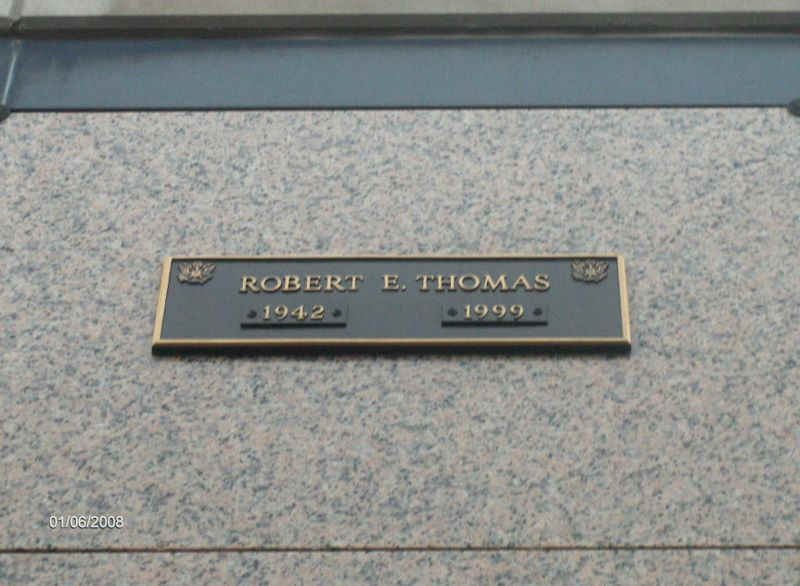 ROBERT E. THOMAS
1942 1999
01/06/2008